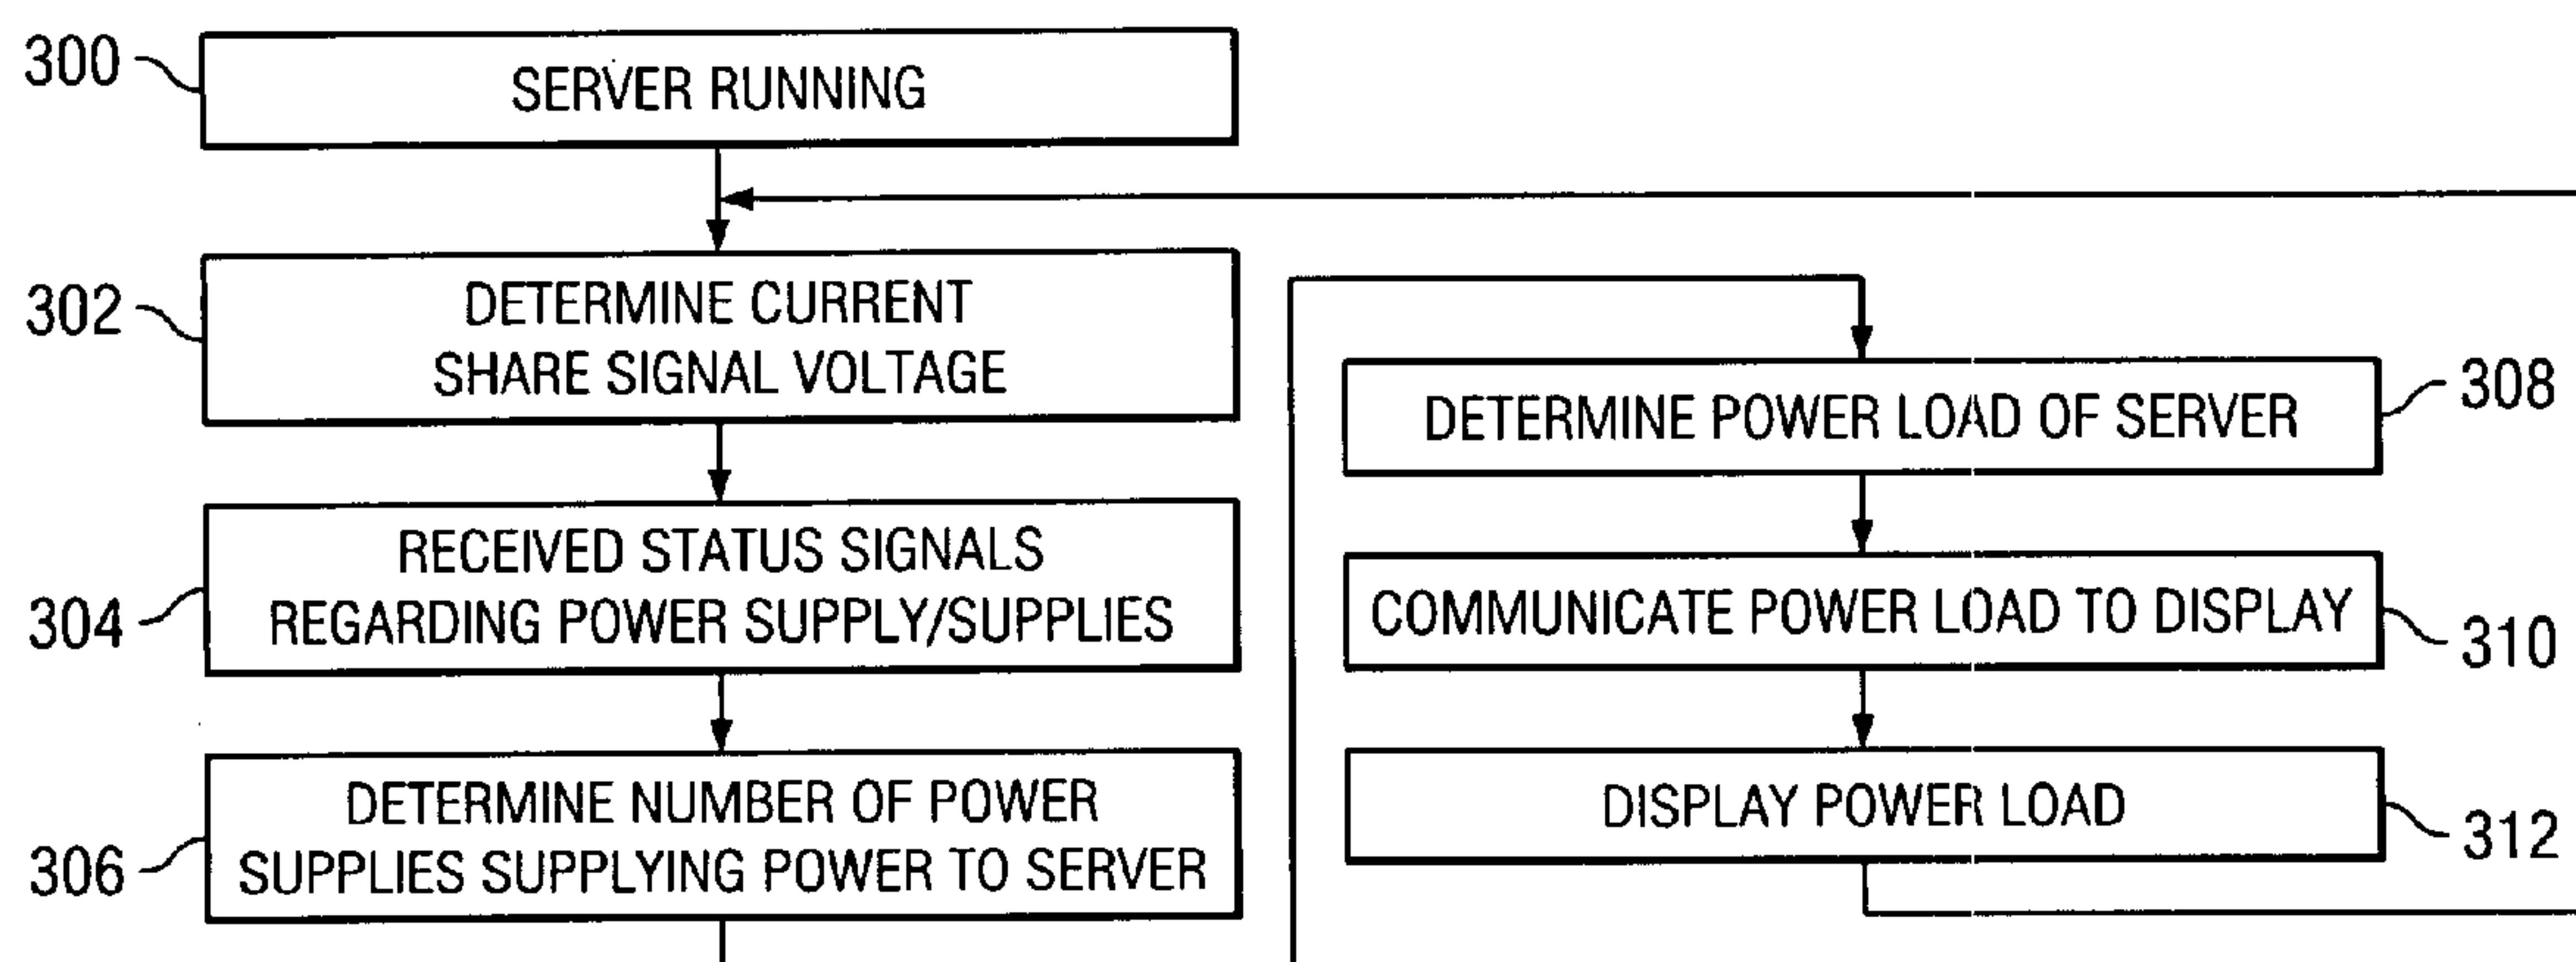 300
SERVER RUNNING
302
DETERMINE CURRENT
SHARE SIGNAL VOLTAGE
304
RECEIVED STATUS SIGNALS
REGARDING POWER SUPPLY/SUPPLIES
306
DETERMINE NUMBER OF POWER
SUPPLIES SUPPLYING POWER TO SERVER
DETERMINE POWER LOAD OF SERVER
308
COMMUNICATE POWER LOAD TO DISPLAY
310
DISPLAY POWER LOAD
312